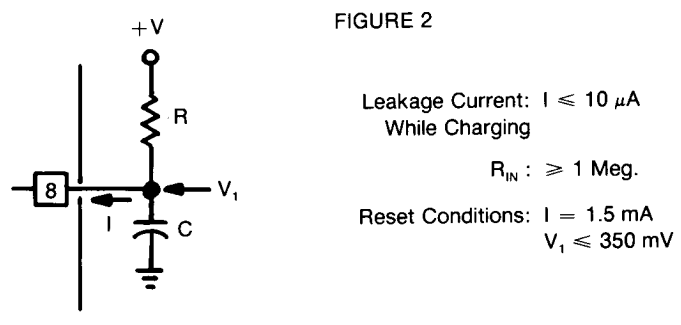 FIGURE 2
+V
R
8
V₁
I
C
Leakage Current: I ≤ 10 μA
While Charging
R_IN : ≥ 1 Meg.
Reset Conditions: I = 1.5 mA
V₁ ≤ 350 mV